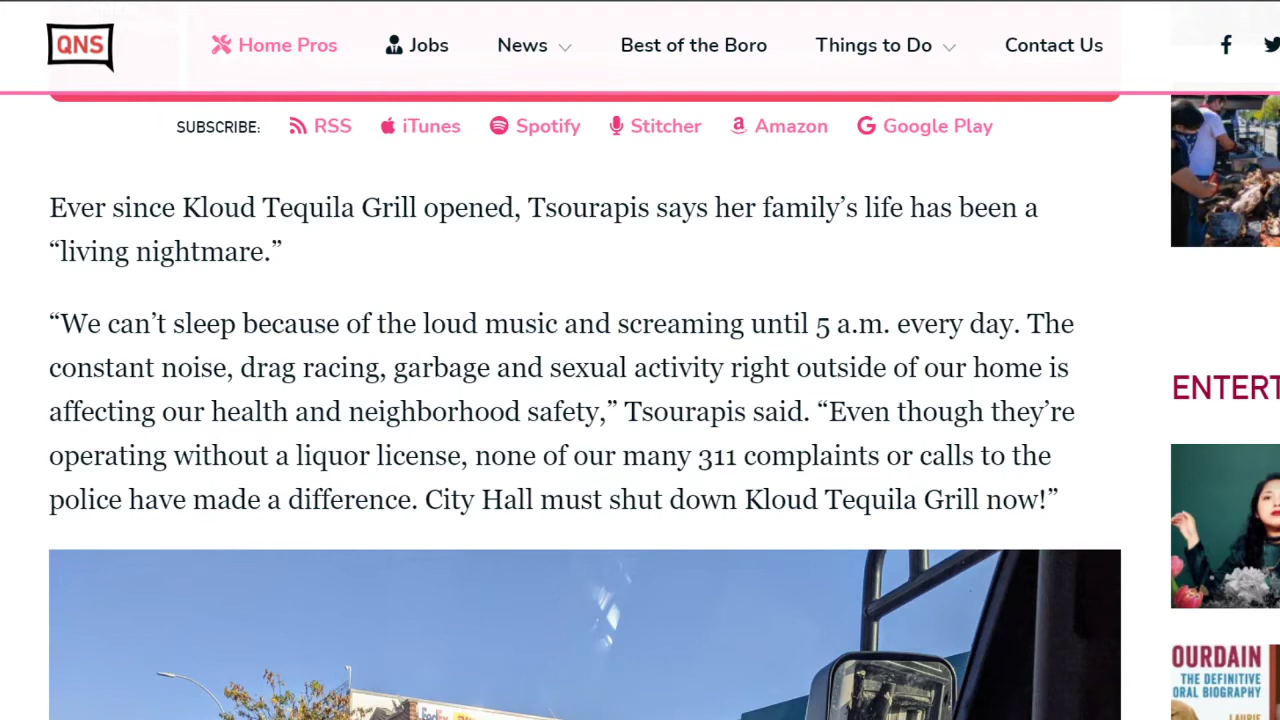 QNS
Home Pros
Jobs
News
Best of the Boro
Things to Do
Contact Us
SUBSCRIBE:
RSS
iTunes
Spotify
Stitcher
Amazon
Google Play
Ever since Kloud Tequila Grill opened, Tsourapis says her family’s life has been a
“living nightmare.”
“We can’t sleep because of the loud music and screaming until 5 a.m. every day. The
constant noise, drag racing, garbage and sexual activity right outside of our home is
affecting our health and neighborhood safety,” Tsourapis said. “Even though they’re
operating without a liquor license, none of our many 311 complaints or calls to the
police have made a difference. City Hall must shut down Kloud Tequila Grill now!”
ENTERT
FedEx
OURDAIN
THE DEFINITIVE
ORAL BIOGRAPHY
LAURIE